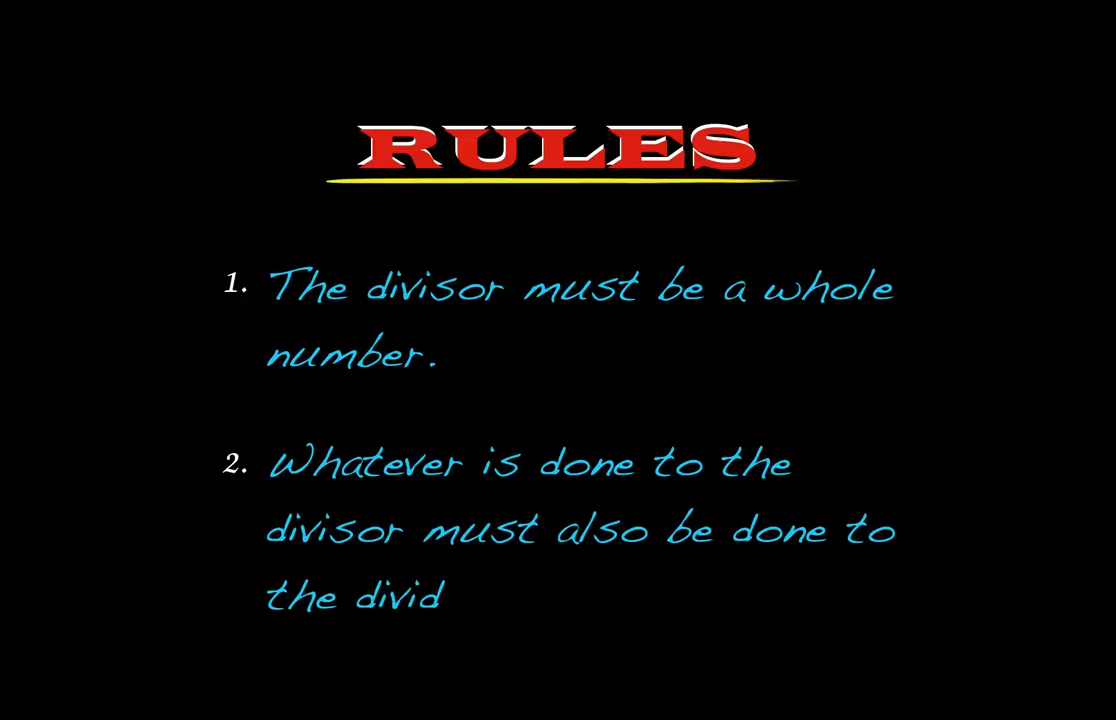 RULES
1. The divisor must be a whole
number.
2. Whatever is done to the
divisor must also be done to
the divid